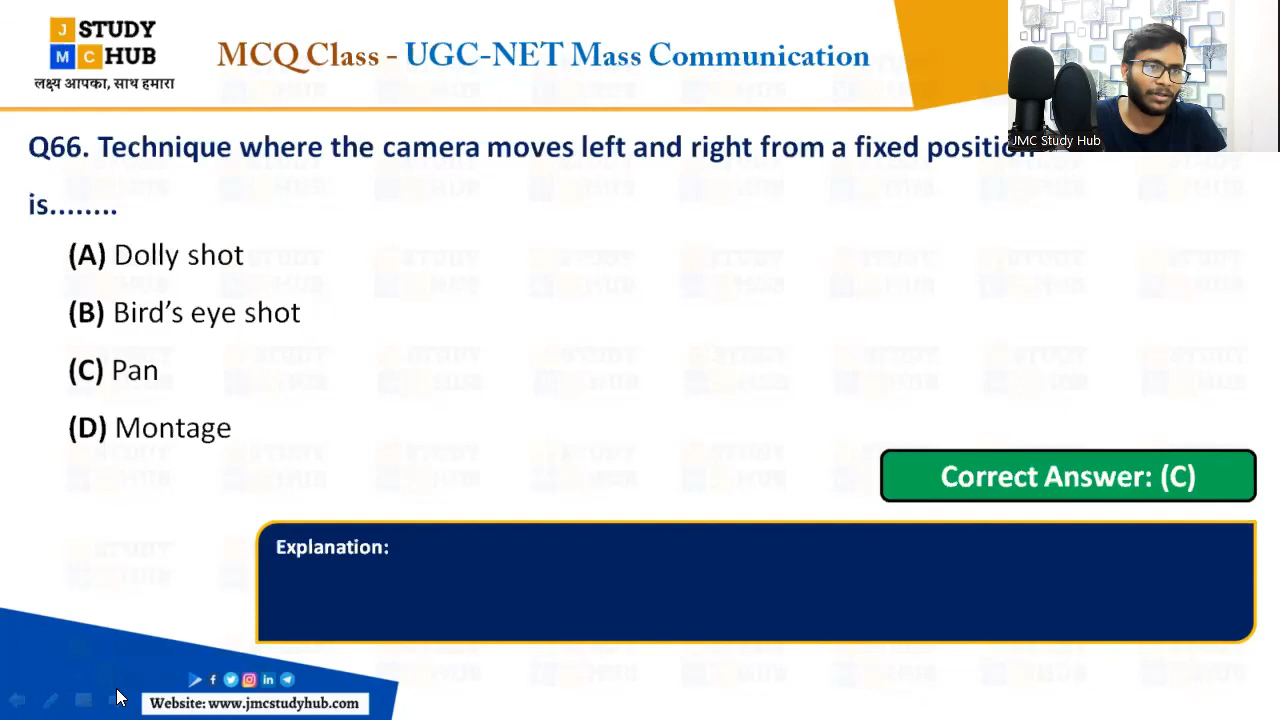 J STUDY
M C HUB
लक्ष्य आपका, साथ हमारा
MCQ Class - UGC-NET Mass Communication
JMC Study Hub
Q66. Technique where the camera moves left and right from a fixed position
is........
(A) Dolly shot
(B) Bird’s eye shot
(C) Pan
(D) Montage
Correct Answer: (C)
Explanation:
Website: www.jmcstudyhub.com